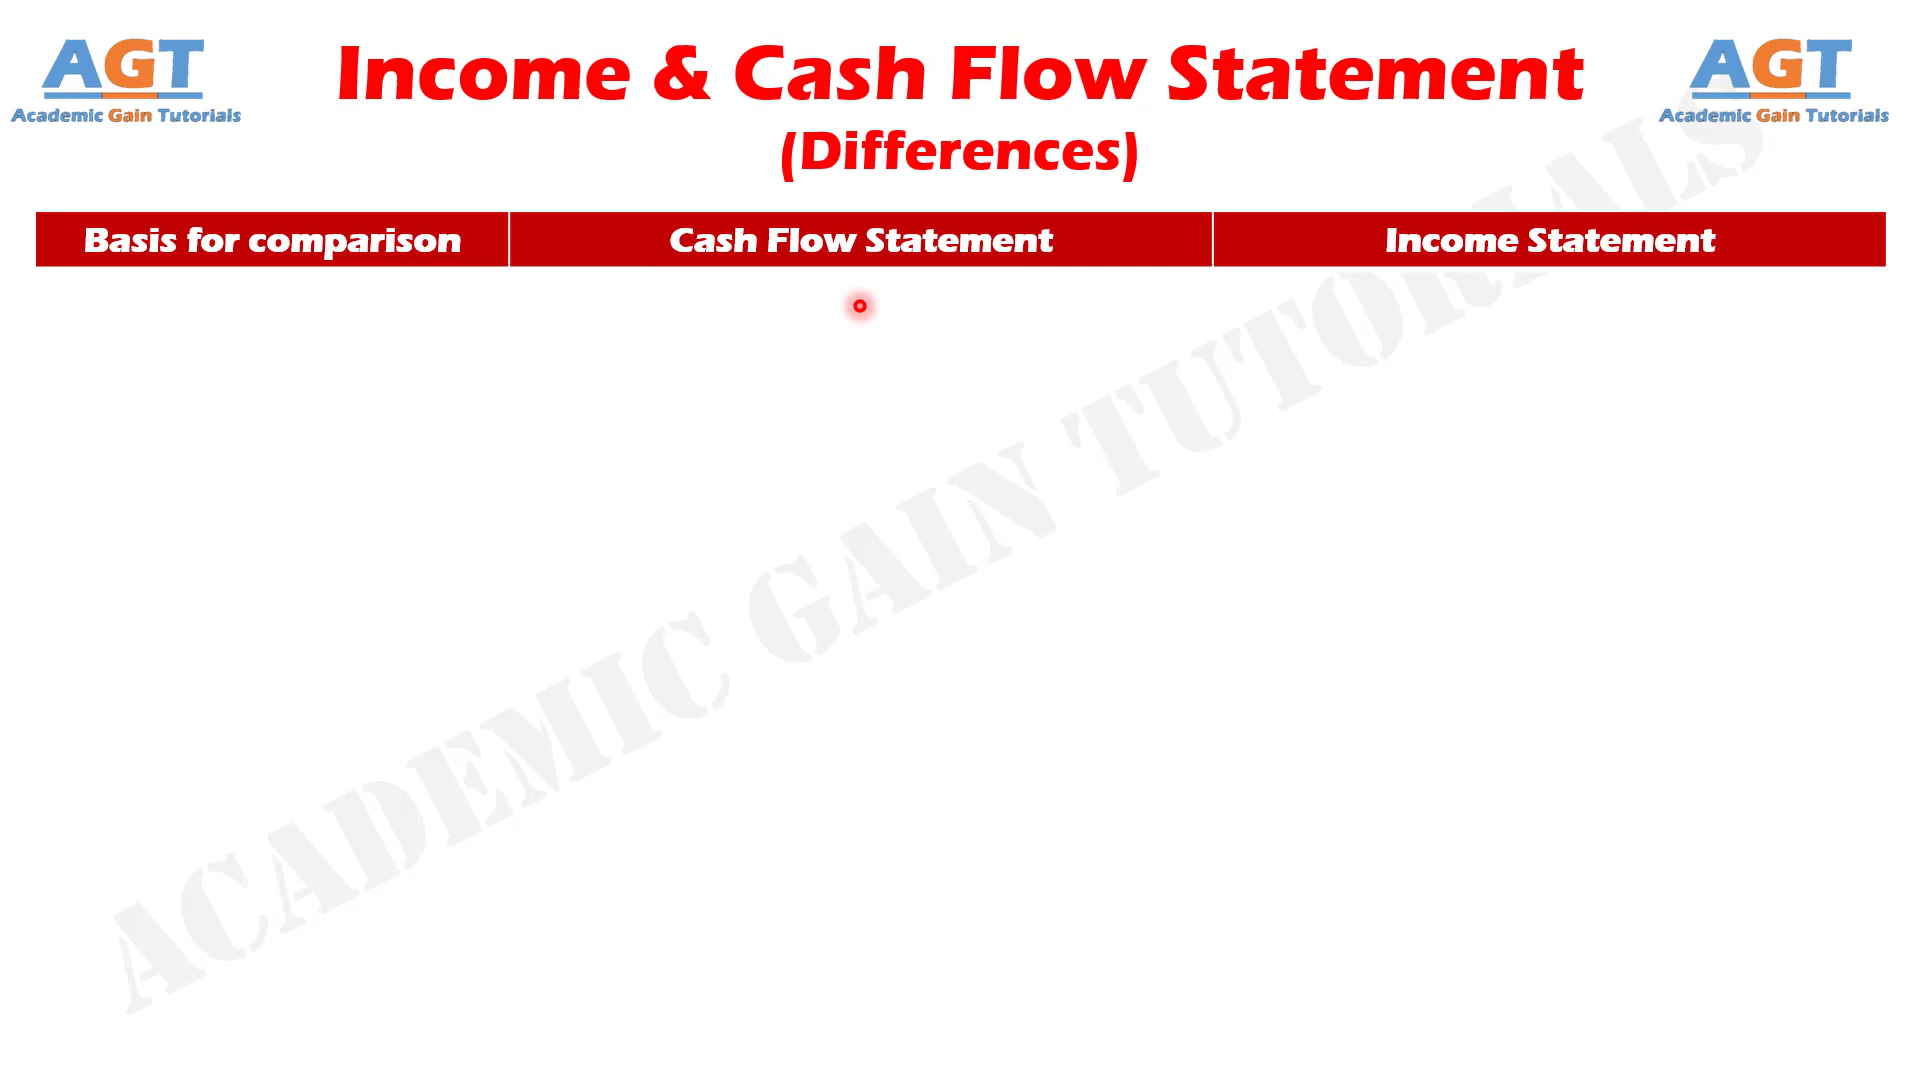 AGT
Academic Gain Tutorials
Income & Cash Flow Statement
(Differences)
AGT
Academic Gain Tutorials
Basis for comparison
Cash Flow Statement
Income Statement
ACADEMIC GAIN TUTORIALS